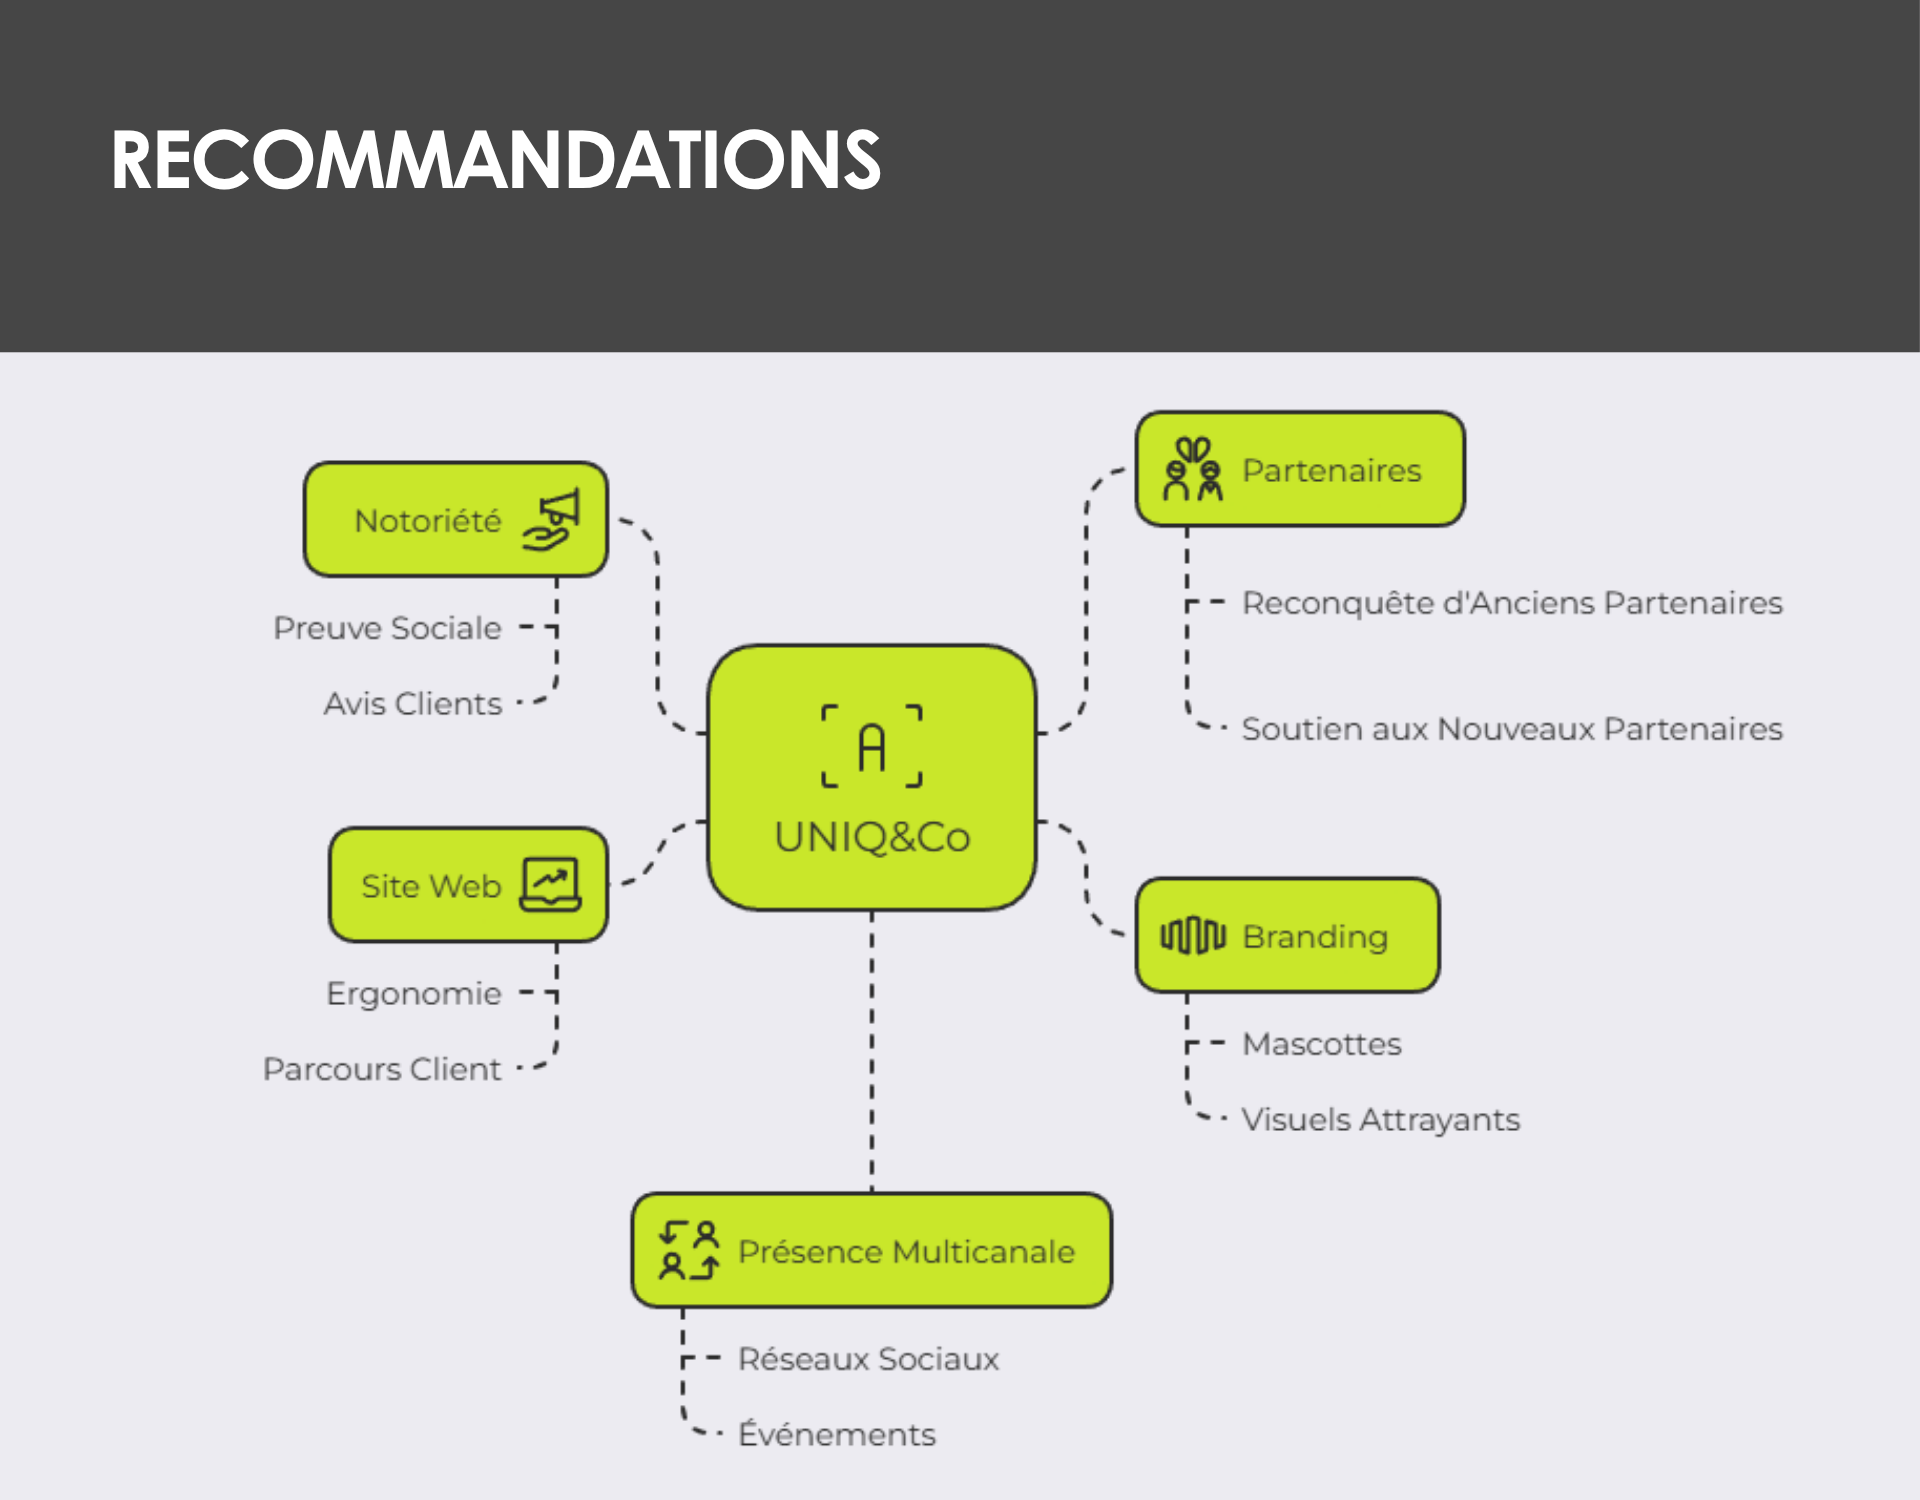 RECOMMANDATIONS
Notoriété
Preuve Sociale
Avis Clients
Site Web
Ergonomie
Parcours Client
A
UNIQ&Co
Partenaires
Reconquête d'Anciens Partenaires
Soutien aux Nouveaux Partenaires
Branding
Mascottes
Visuels Attrayants
Présence Multicanale
Réseaux Sociaux
Événements